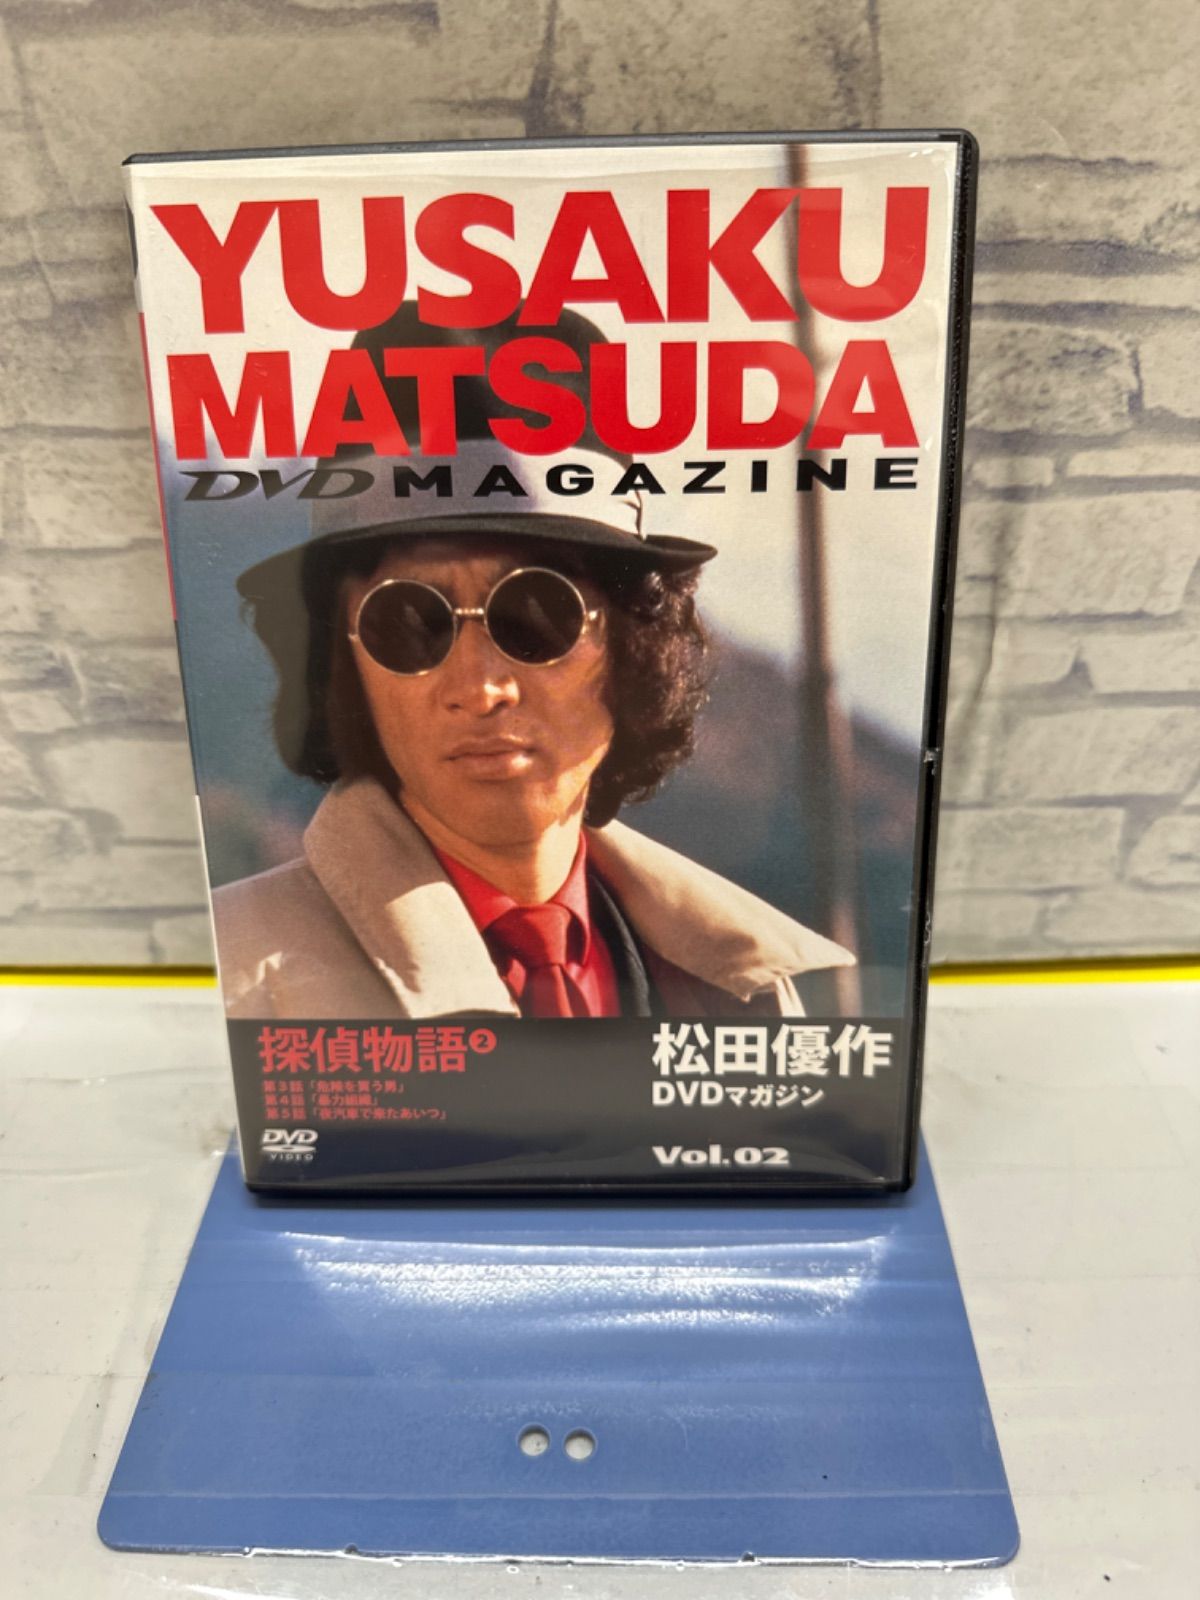 YUSAKU
MATSUDA
DVD MAGAZINE
探偵物語❷
第3話「危険を買う男」
第4話「暴力組織」
第5話「夜汽車で来たあいつ」
DVD
VIDEO
松田優作
DVDマガジン
Vol.02